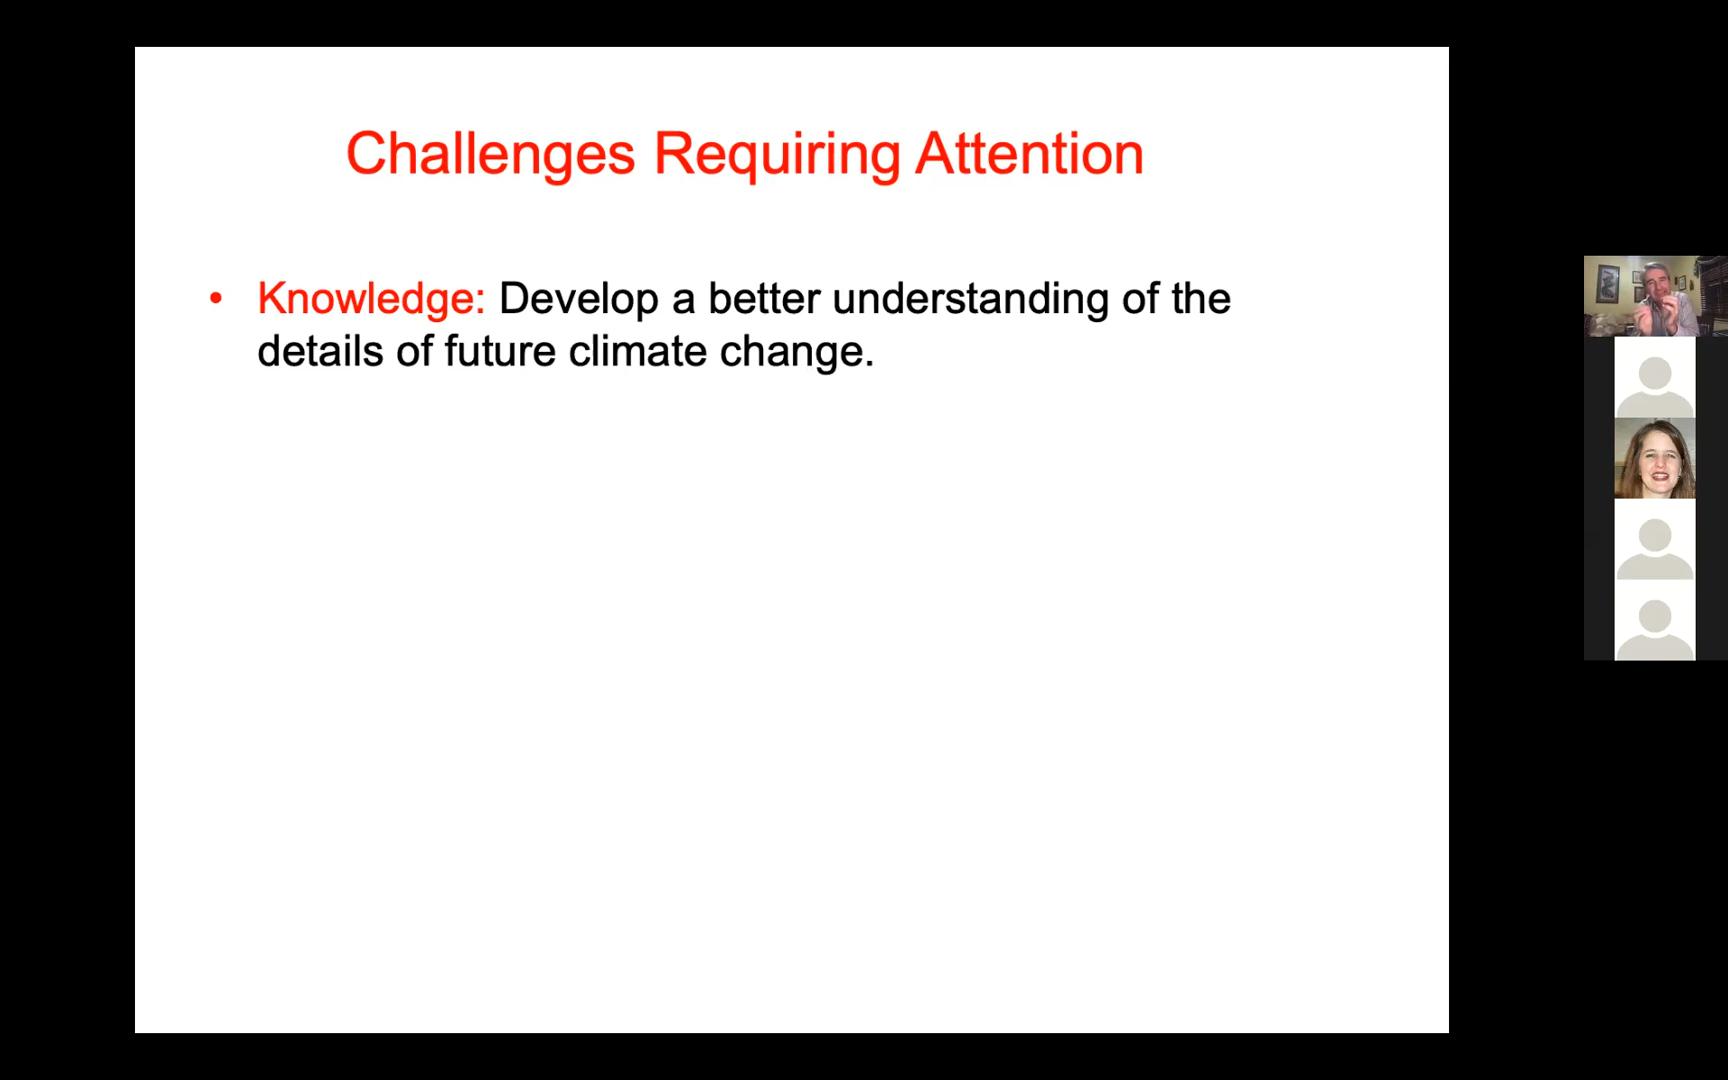 Challenges Requiring Attention
• Knowledge: Develop a better understanding of the
details of future climate change.